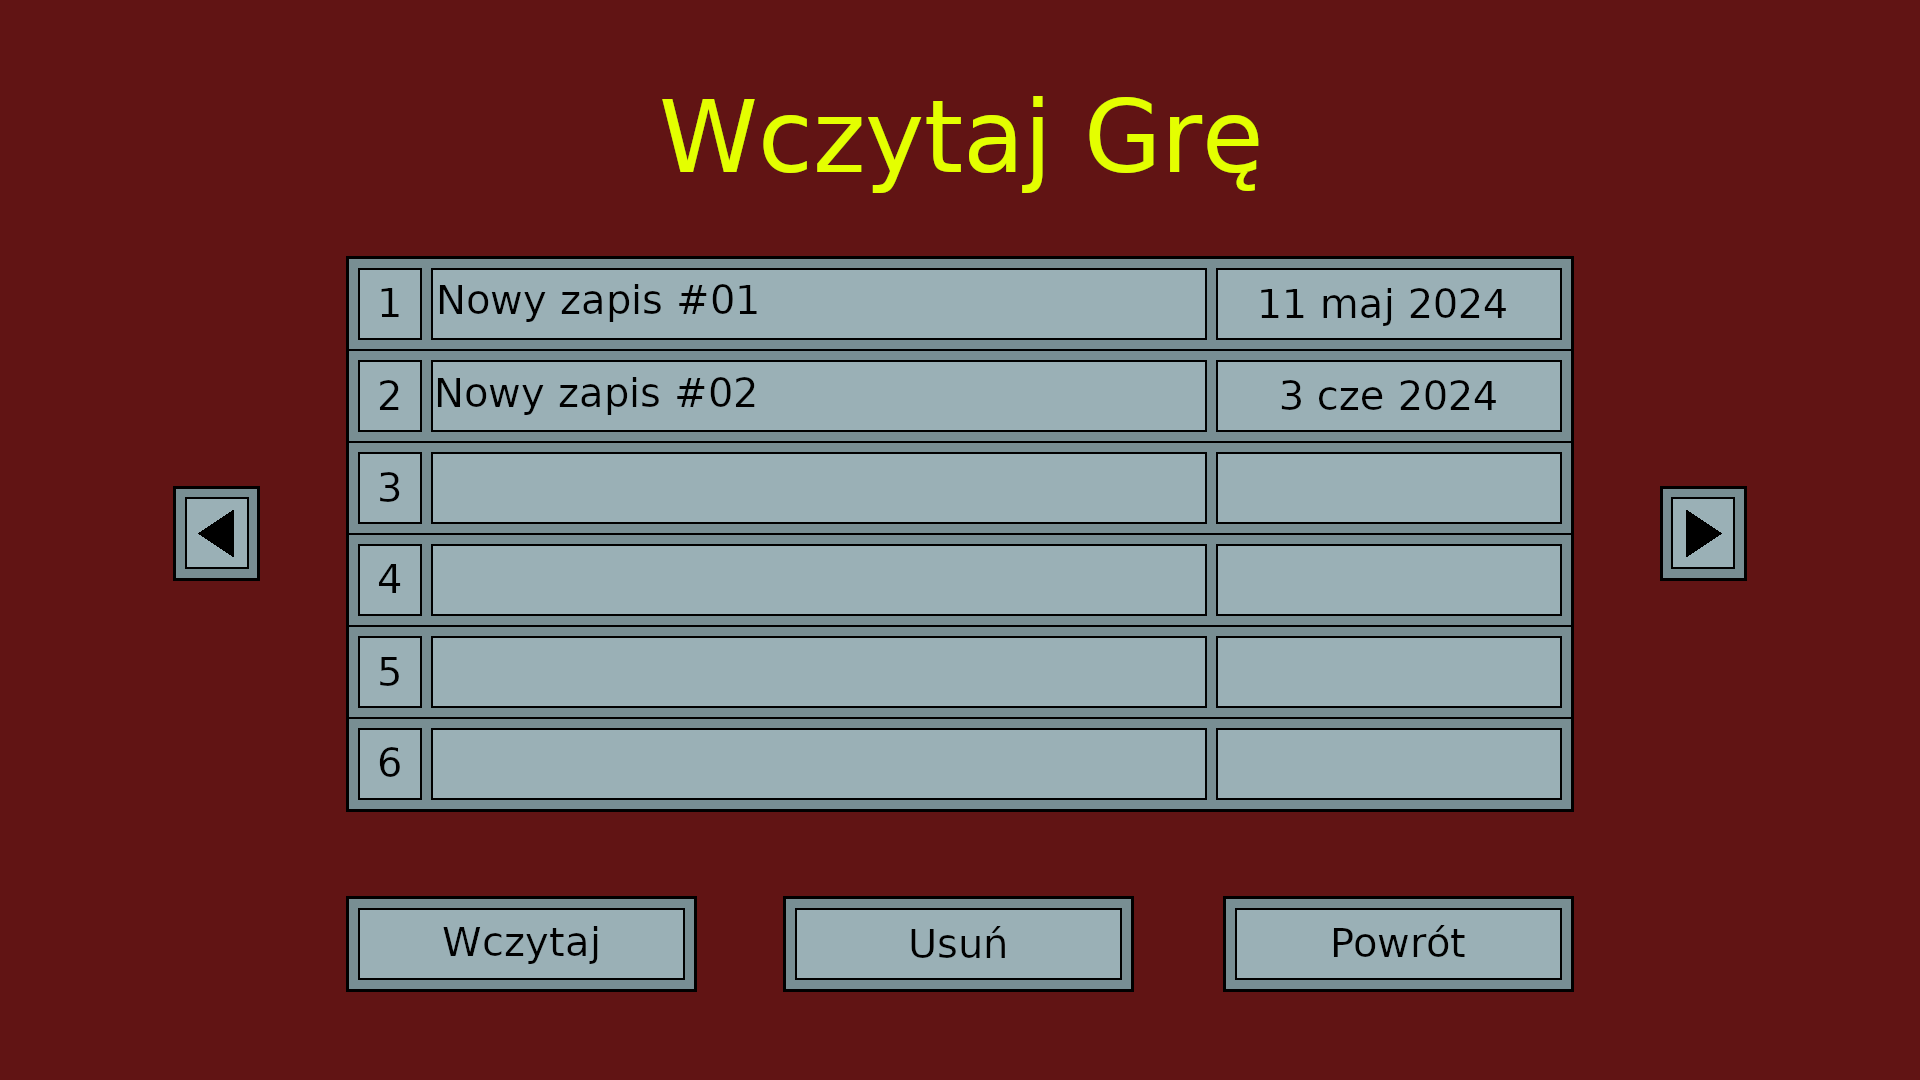 Wczytaj Grę
1 Nowy zapis #01 11 maj 2024
2 Nowy zapis #02 3 cze 2024
3
4
5
6
Wczytaj Usuń Powrót